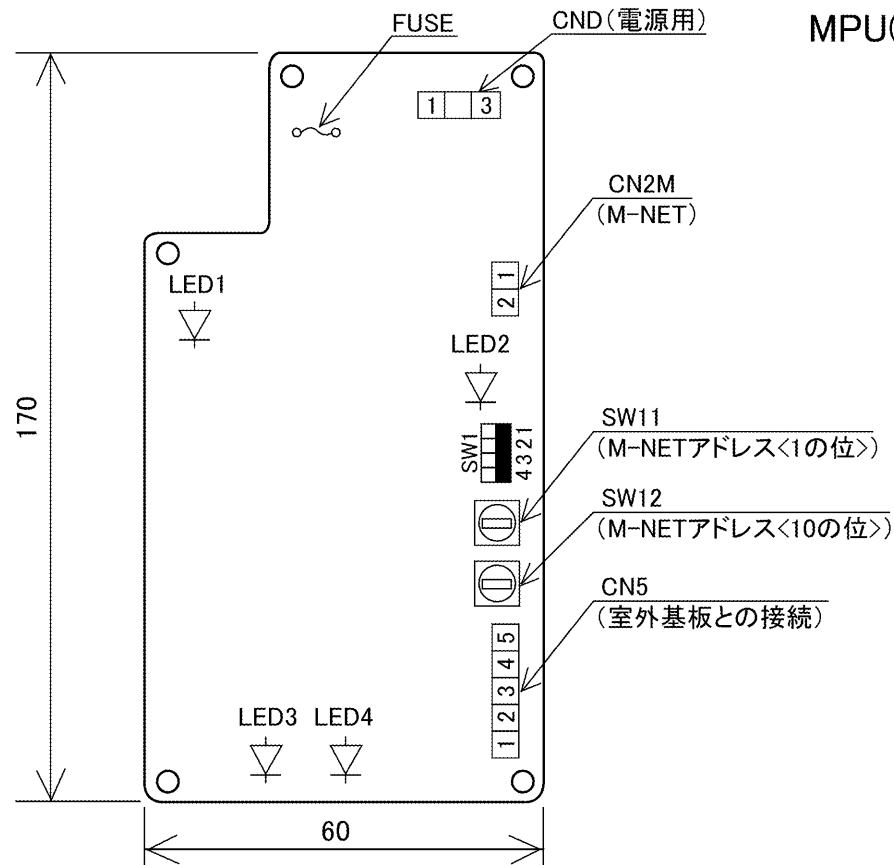 FUSE
CND(電源用)
MPU
1 3
CN2M
(M-NET)
1
2
LED1
LED2
170
SW1
4321
SW11
(M-NETアドレス<1の位>)
SW12
(M-NETアドレス<10の位>)
CN5
(室外基板との接続)
5
4
3
2
1
LED3 LED4
60